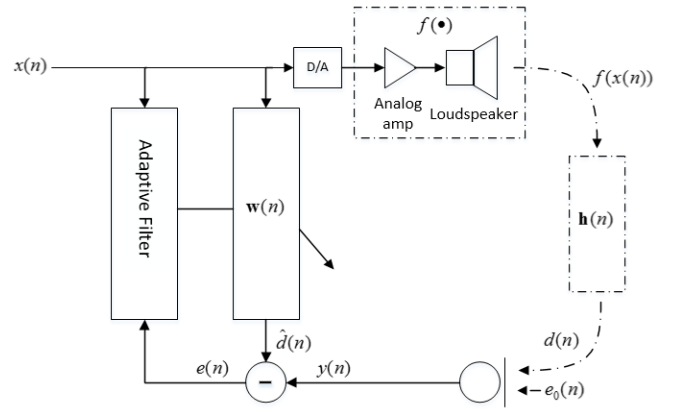 f(•)
x(n)
D/A
f(x(n))
Analog
amp
Loudspeaker
Adaptive Filter
w(n)
h(n)
d̂(n)
d(n)
e(n)
−
y(n)
e₀(n)